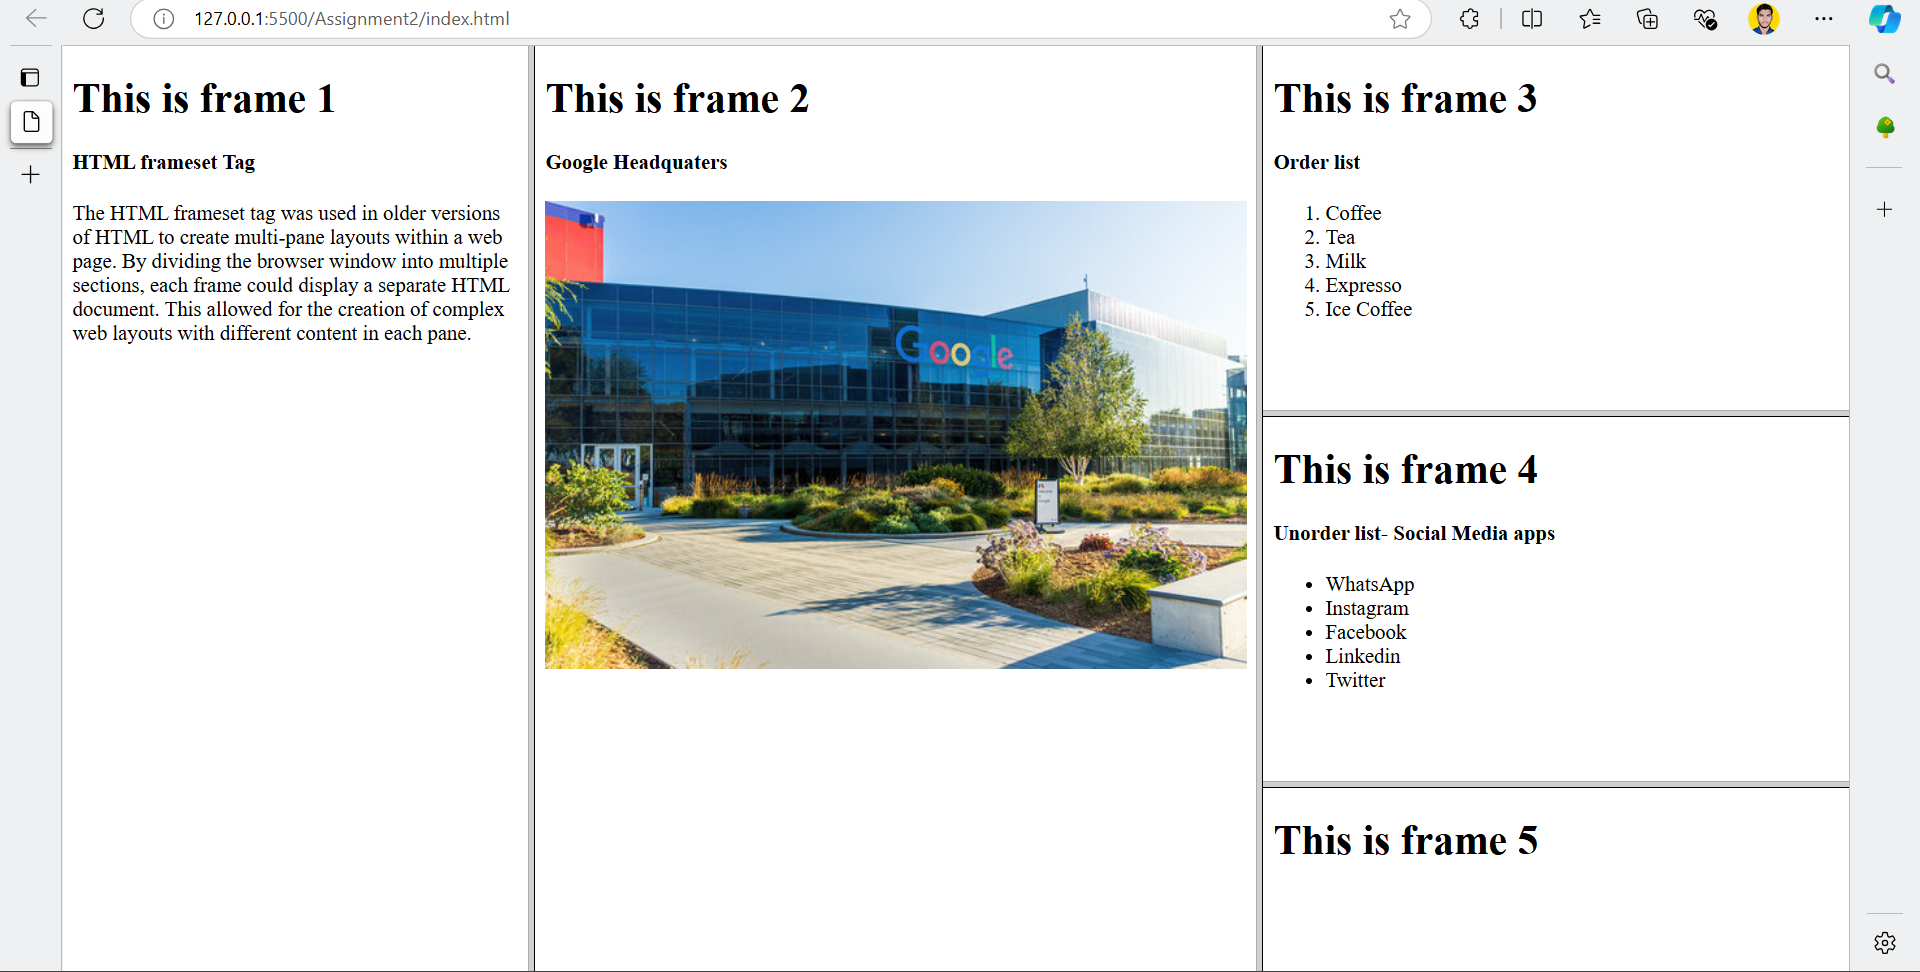 127.0.0.1:5500/Assignment2/index.html
This is frame 1
HTML frameset Tag
The HTML frameset tag was used in older versions
of HTML to create multi-pane layouts within a web
page. By dividing the browser window into multiple
sections, each frame could display a separate HTML
document. This allowed for the creation of complex
web layouts with different content in each pane.
This is frame 2
Google Headquaters
Google
This is frame 3
Order list
1. Coffee
2. Tea
3. Milk
4. Expresso
5. Ice Coffee
This is frame 4
Unorder list- Social Media apps
• WhatsApp
• Instagram
• Facebook
• Linkedin
• Twitter
This is frame 5